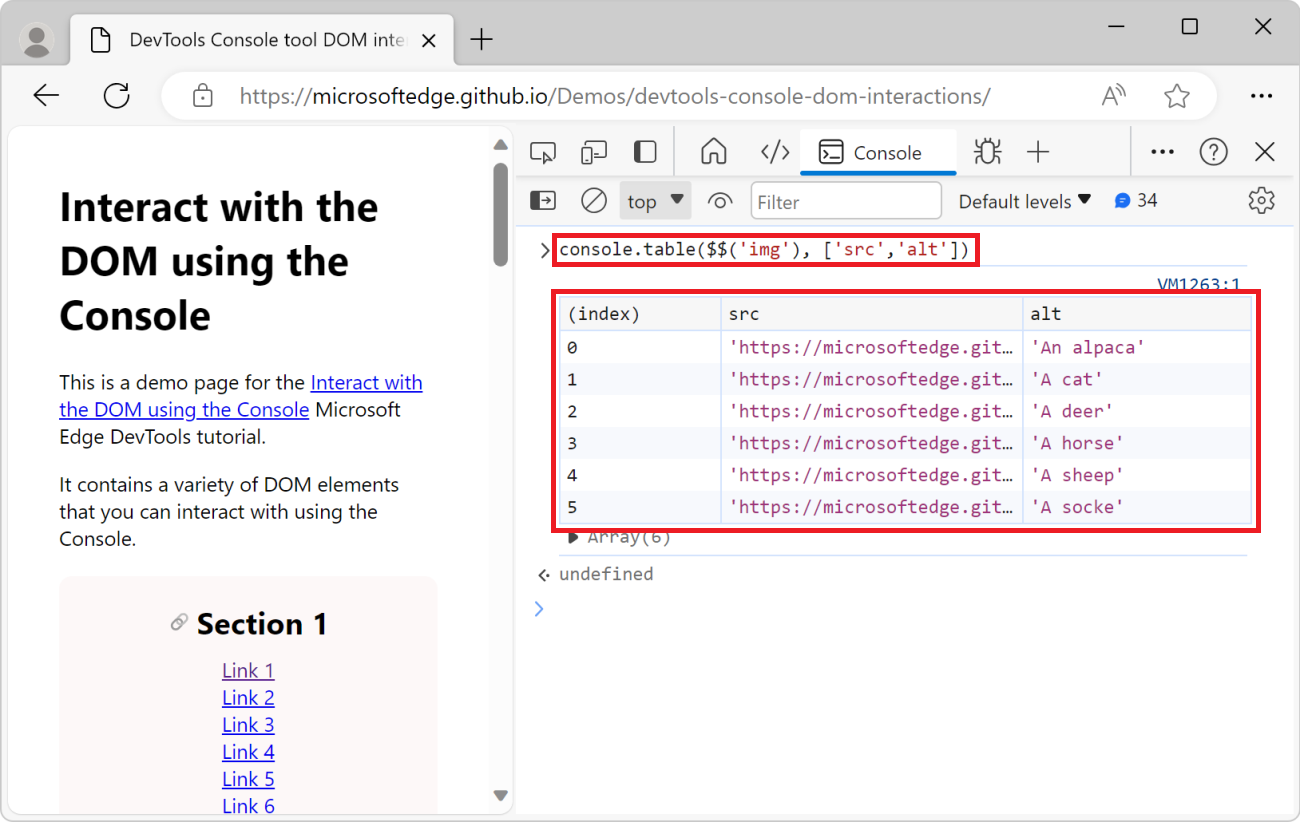 DevTools Console tool DOM inte
https://microsoftedge.github.io/Demos/devtools-console-dom-interactions/
Interact with the
DOM using the
Console
This is a demo page for the Interact with
the DOM using the Console Microsoft
Edge DevTools tutorial.
It contains a variety of DOM elements
that you can interact with using the
Console.
Section 1
Link 1
Link 2
Link 3
Link 4
Link 5
Link 6
Console
top Filter Default levels 34
console.table($$('img'), ['src','alt'])
VM1263:1
(index) src alt
0 'https://microsoftedge.git… 'An alpaca'
1 'https://microsoftedge.git… 'A cat'
2 'https://microsoftedge.git… 'A deer'
3 'https://microsoftedge.git… 'A horse'
4 'https://microsoftedge.git… 'A sheep'
5 'https://microsoftedge.git… 'A socke'
Array(6)
undefined